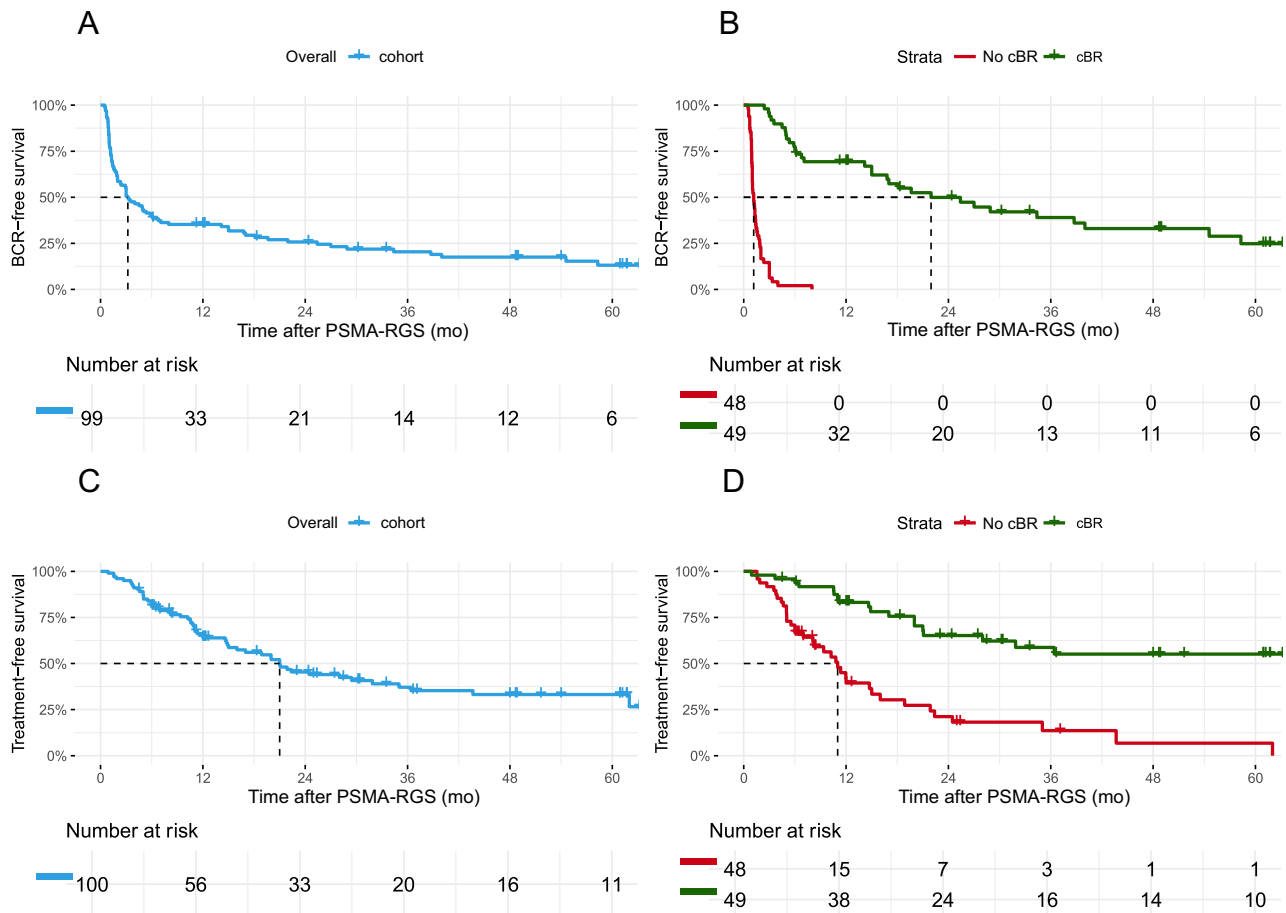 A
Overall cohort
BCR−free survival
100%
75%
50%
25%
0%
0 12 24 36 48 60
Time after PSMA-RGS (mo)
Number at risk
99 33 21 14 12 6
B
Strata No cBR cBR
BCR−free survival
100%
75%
50%
25%
0%
0 12 24 36 48 60
Time after PSMA-RGS (mo)
Number at risk
48 0 0 0 0 0
49 32 20 13 11 6
C
Overall cohort
Treatment−free survival
100%
75%
50%
25%
0%
0 12 24 36 48 60
Time after PSMA-RGS (mo)
Number at risk
100 56 33 20 16 11
D
Strata No cBR cBR
Treatment−free survival
100%
75%
50%
25%
0%
0 12 24 36 48 60
Time after PSMA-RGS (mo)
Number at risk
48 15 7 3 1 1
49 38 24 16 14 10